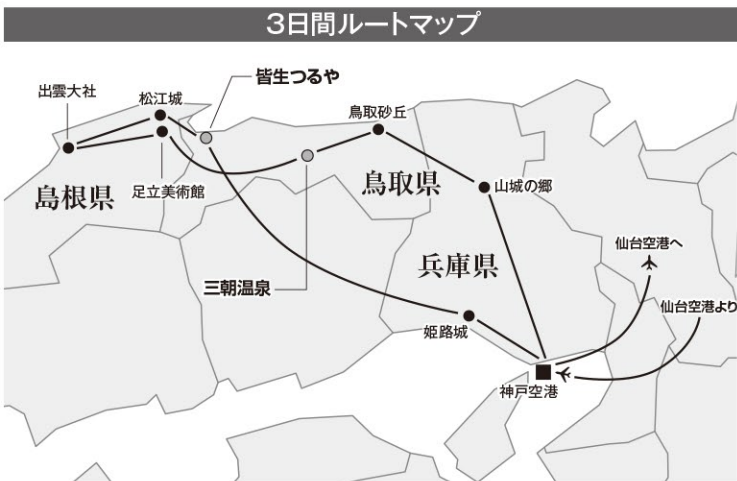 3日間ルートマップ
皆生つるや
出雲大社
松江城
鳥取砂丘
島根県
足立美術館
鳥取県
山城の郷
兵庫県
仙台空港へ
三朝温泉
仙台空港より
姫路城
神戸空港